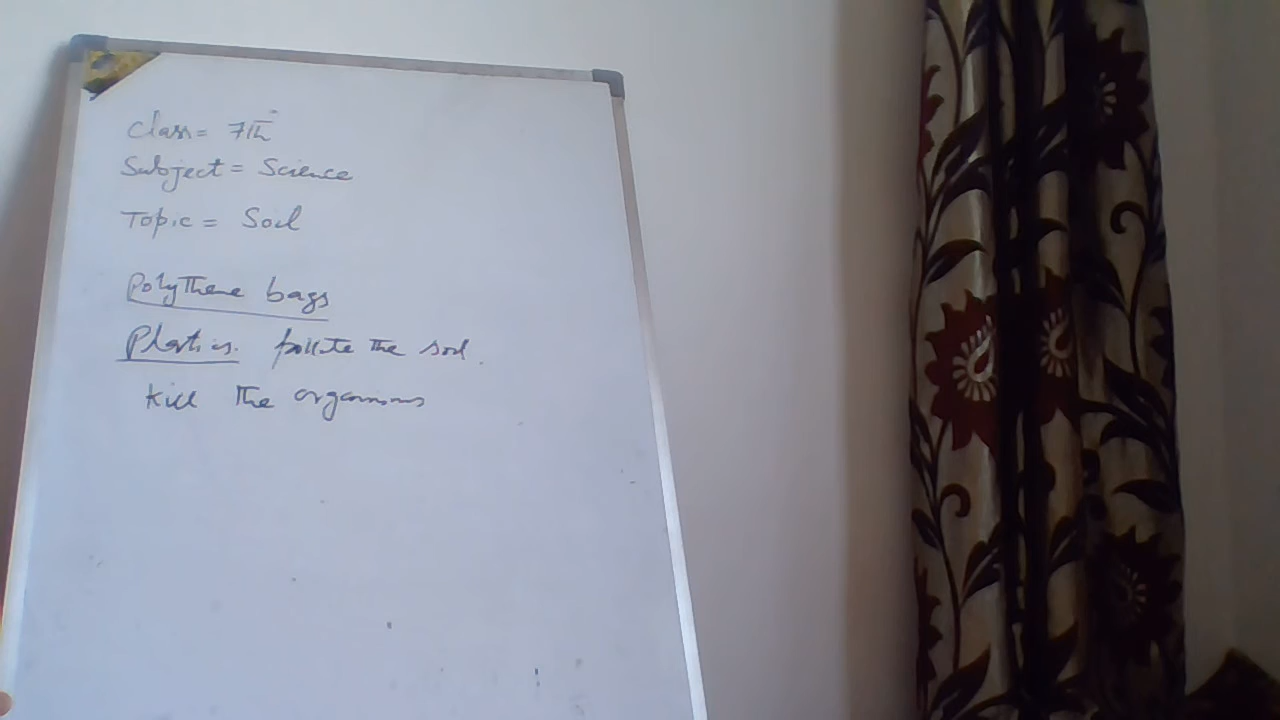 Class = 7th
Subject = Science
Topic = Soil
Polythene bags
Plastics. pollute the soil.
Kill the organisms